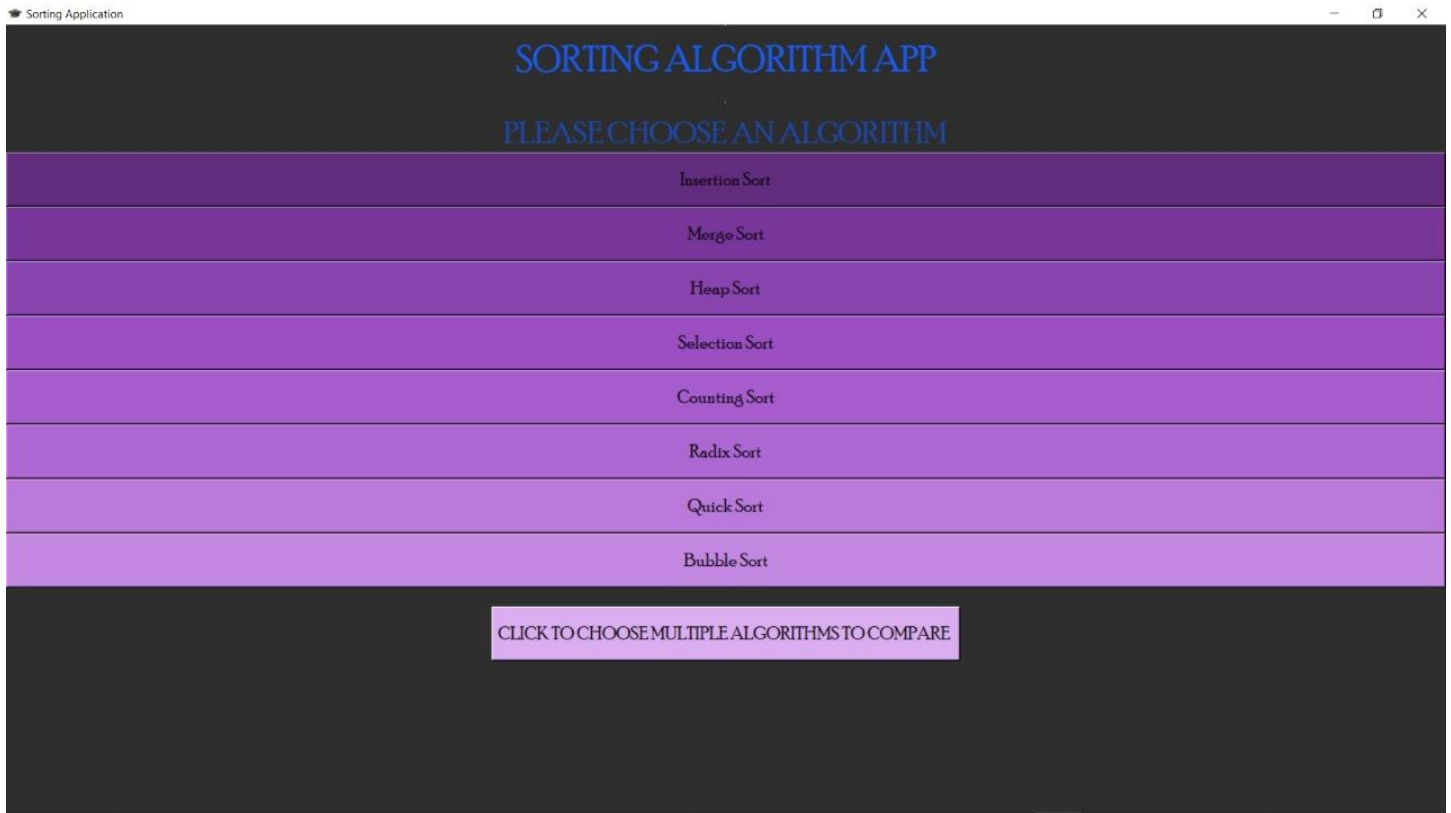 Sorting Application
SORTING ALGORITHM APP
PLEASE CHOOSE AN ALGORITHM
Insertion Sort
Merge Sort
Heap Sort
Selection Sort
Counting Sort
Radix Sort
Quick Sort
Bubble Sort
CLICK TO CHOOSE MULTIPLE ALGORITHMS TO COMPARE